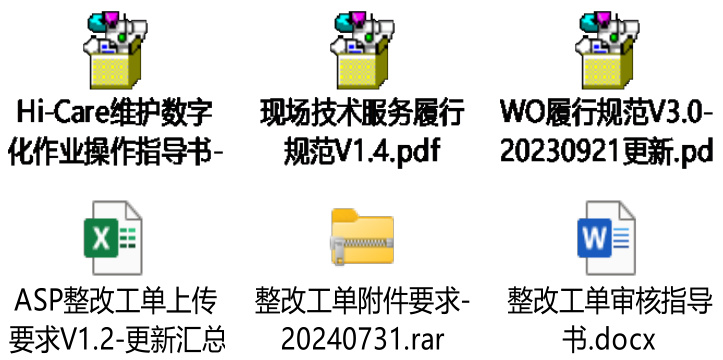 Hi-Care维护数字
化作业操作指导书-
现场技术服务履行
规范V1.4.pdf
WO履行规范V3.0-
20230921更新.pd
ASP整改工单上传
要求V1.2-更新汇总
整改工单附件要求-
20240731.rar
整改工单审核指导
书.docx